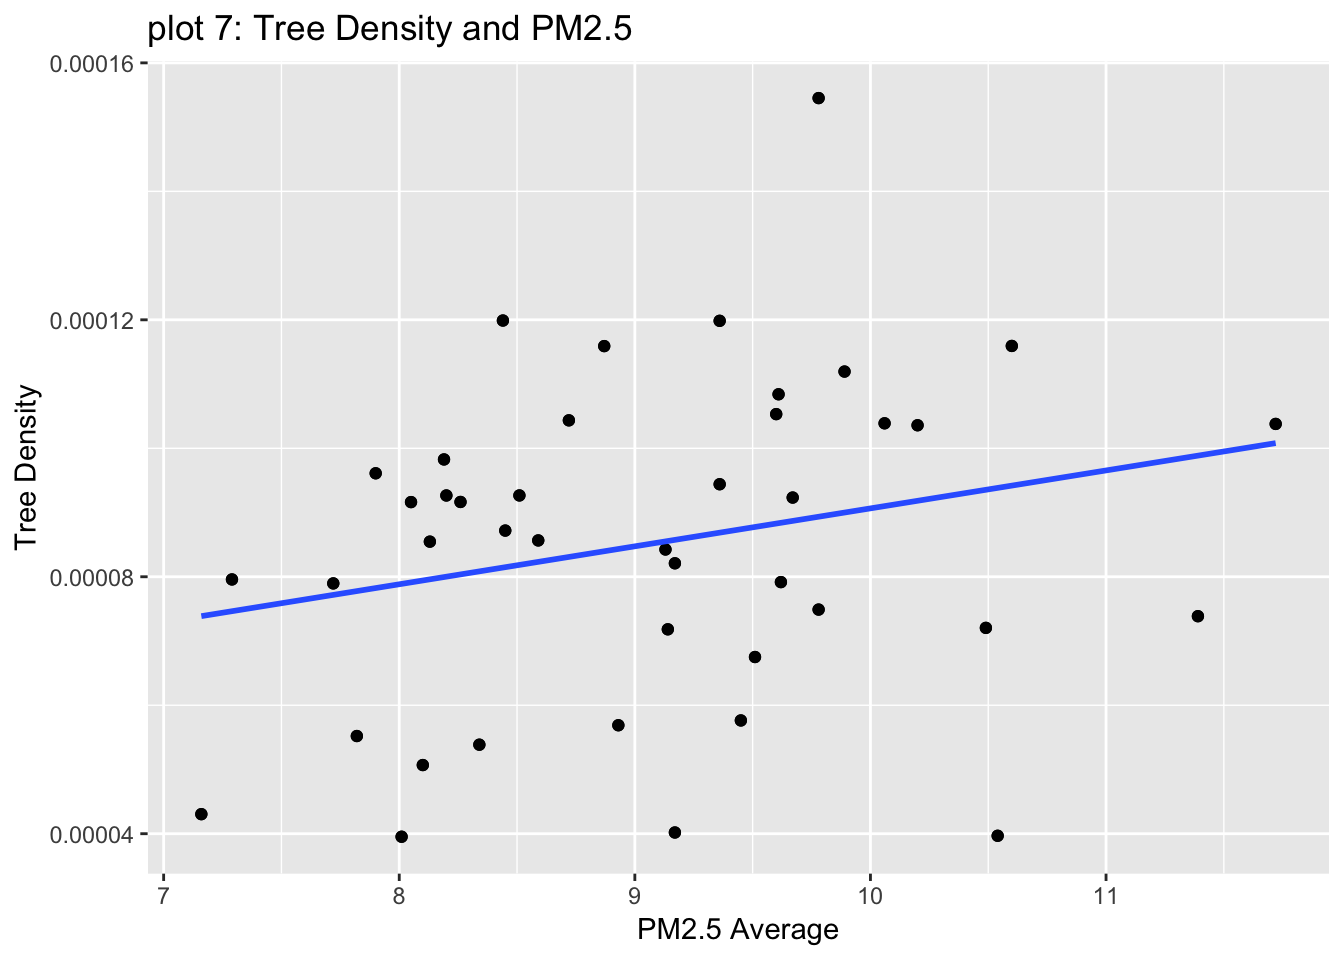 plot 7: Tree Density and PM2.5
0.00016
0.00012
0.00008
0.00004
Tree Density
7 8 9 10 11
PM2.5 Average